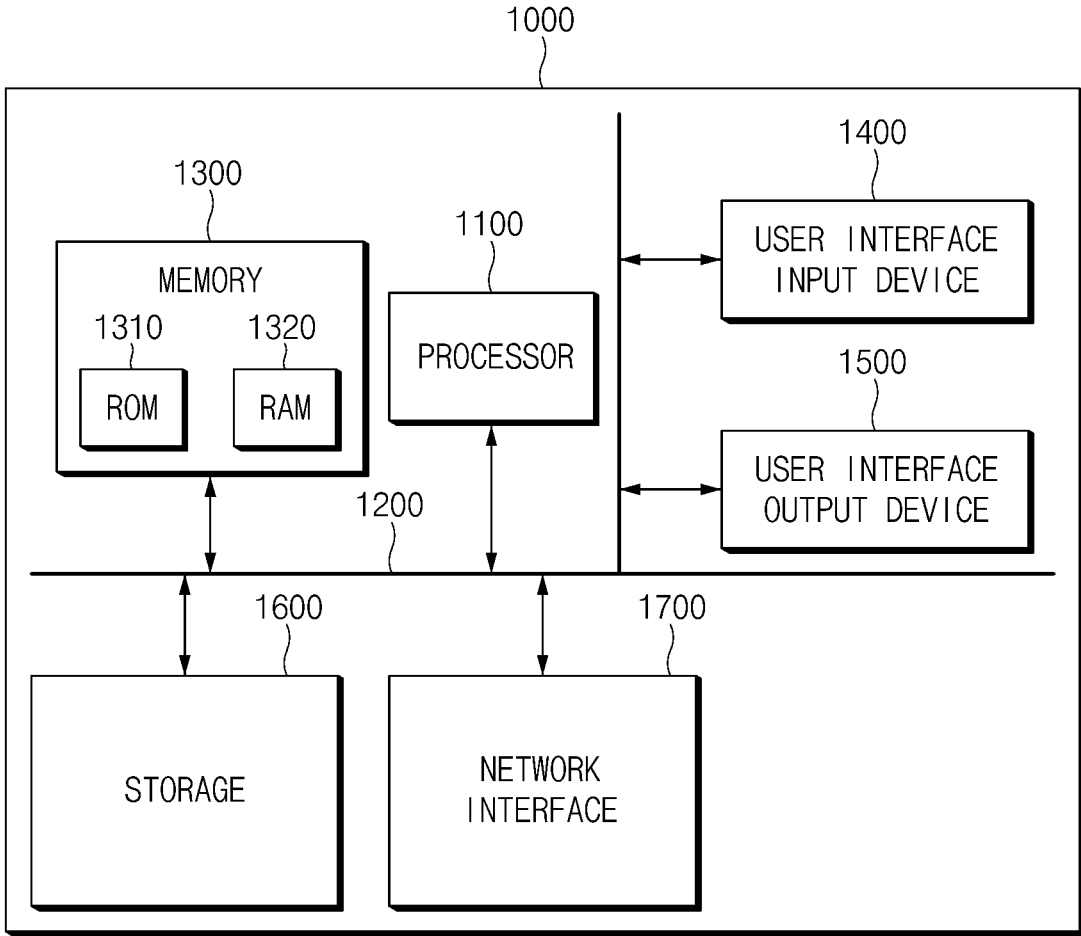 1000
1300
MEMORY
1310
ROM
1320
RAM
1100
PROCESSOR
1400
USER INTERFACE
INPUT DEVICE
1500
USER INTERFACE
OUTPUT DEVICE
1200
1600
STORAGE
1700
NETWORK
INTERFACE